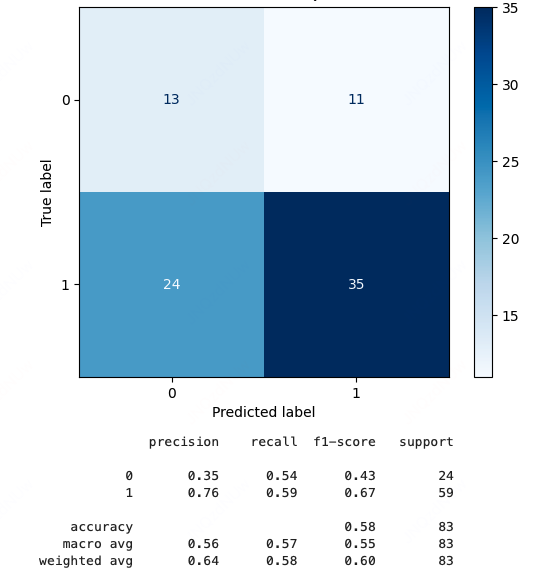 35
0
13
11
30
25
True label
20
1
24
35
15
0
1
Predicted label
precision recall f1-score support
0 0.35 0.54 0.43 24
1 0.76 0.59 0.67 59
accuracy 0.58 83
macro avg 0.56 0.57 0.55 83
weighted avg 0.64 0.58 0.60 83